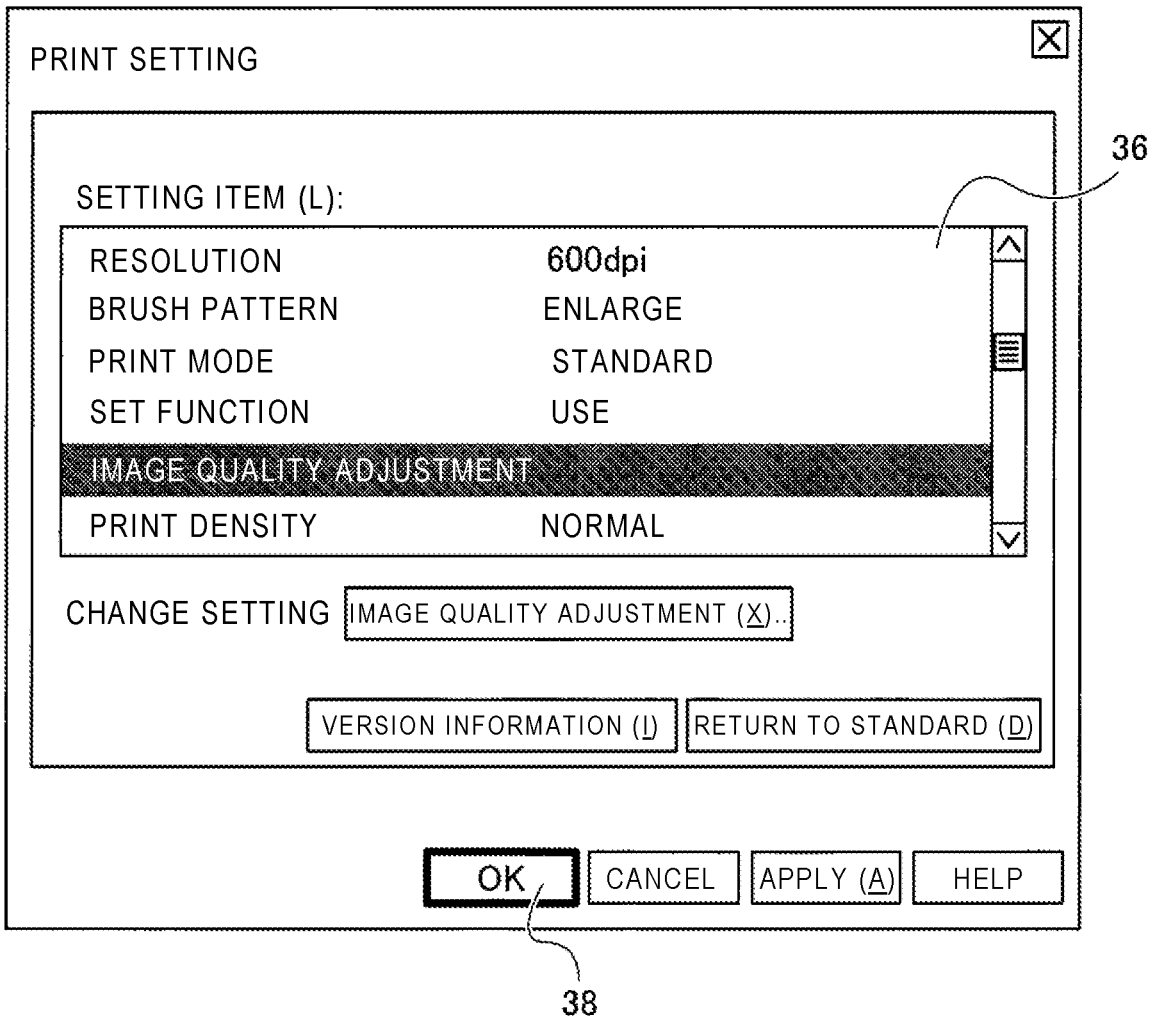 PRINT SETTING
36
SETTING ITEM (L):
RESOLUTION 600dpi
BRUSH PATTERN ENLARGE
PRINT MODE STANDARD
SET FUNCTION USE
IMAGE QUALITY ADJUSTMENT
PRINT DENSITY NORMAL
CHANGE SETTING IMAGE QUALITY ADJUSTMENT (X)..
VERSION INFORMATION (I) RETURN TO STANDARD (D)
OK CANCEL APPLY (A) HELP
38